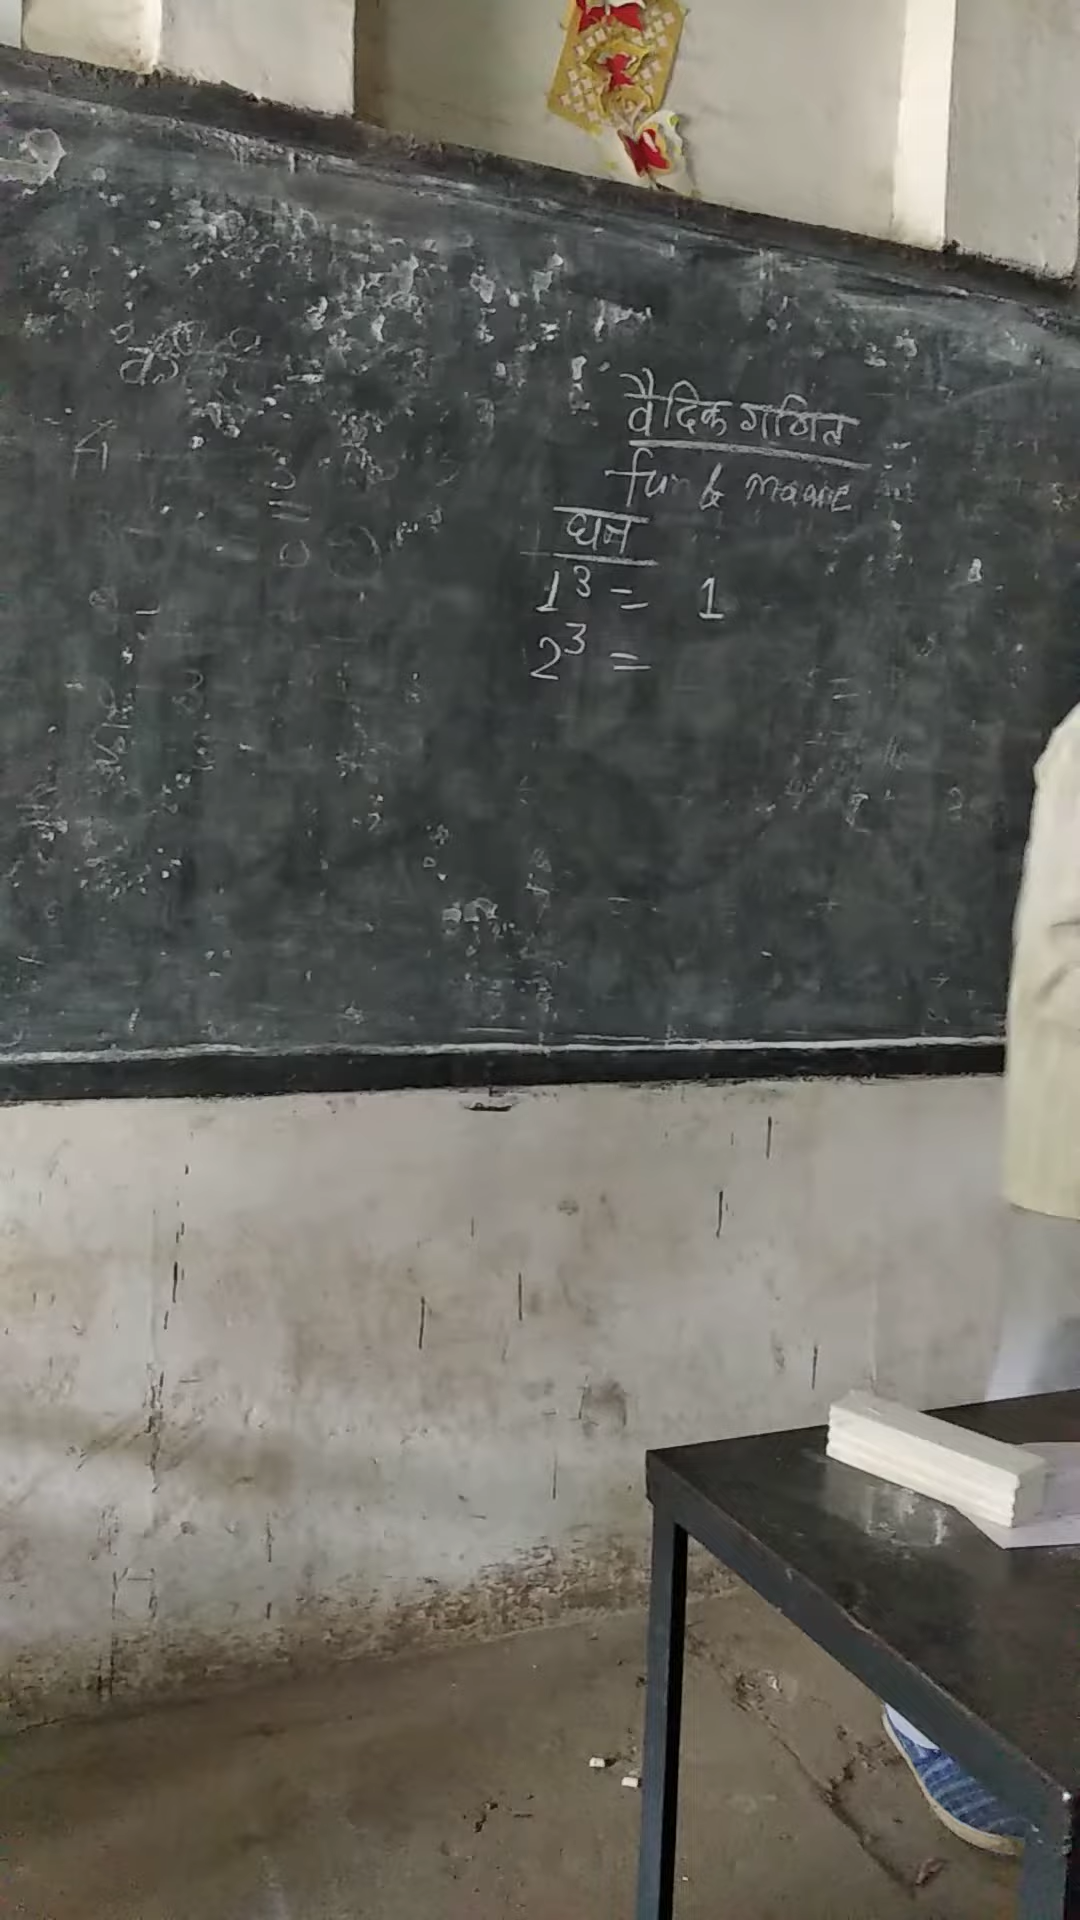 वैदिक गणित
fun & magic
घन
1³ = 1
2³ =